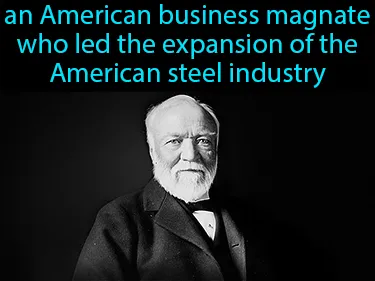 an American business magnate
who led the expansion of the
American steel industry